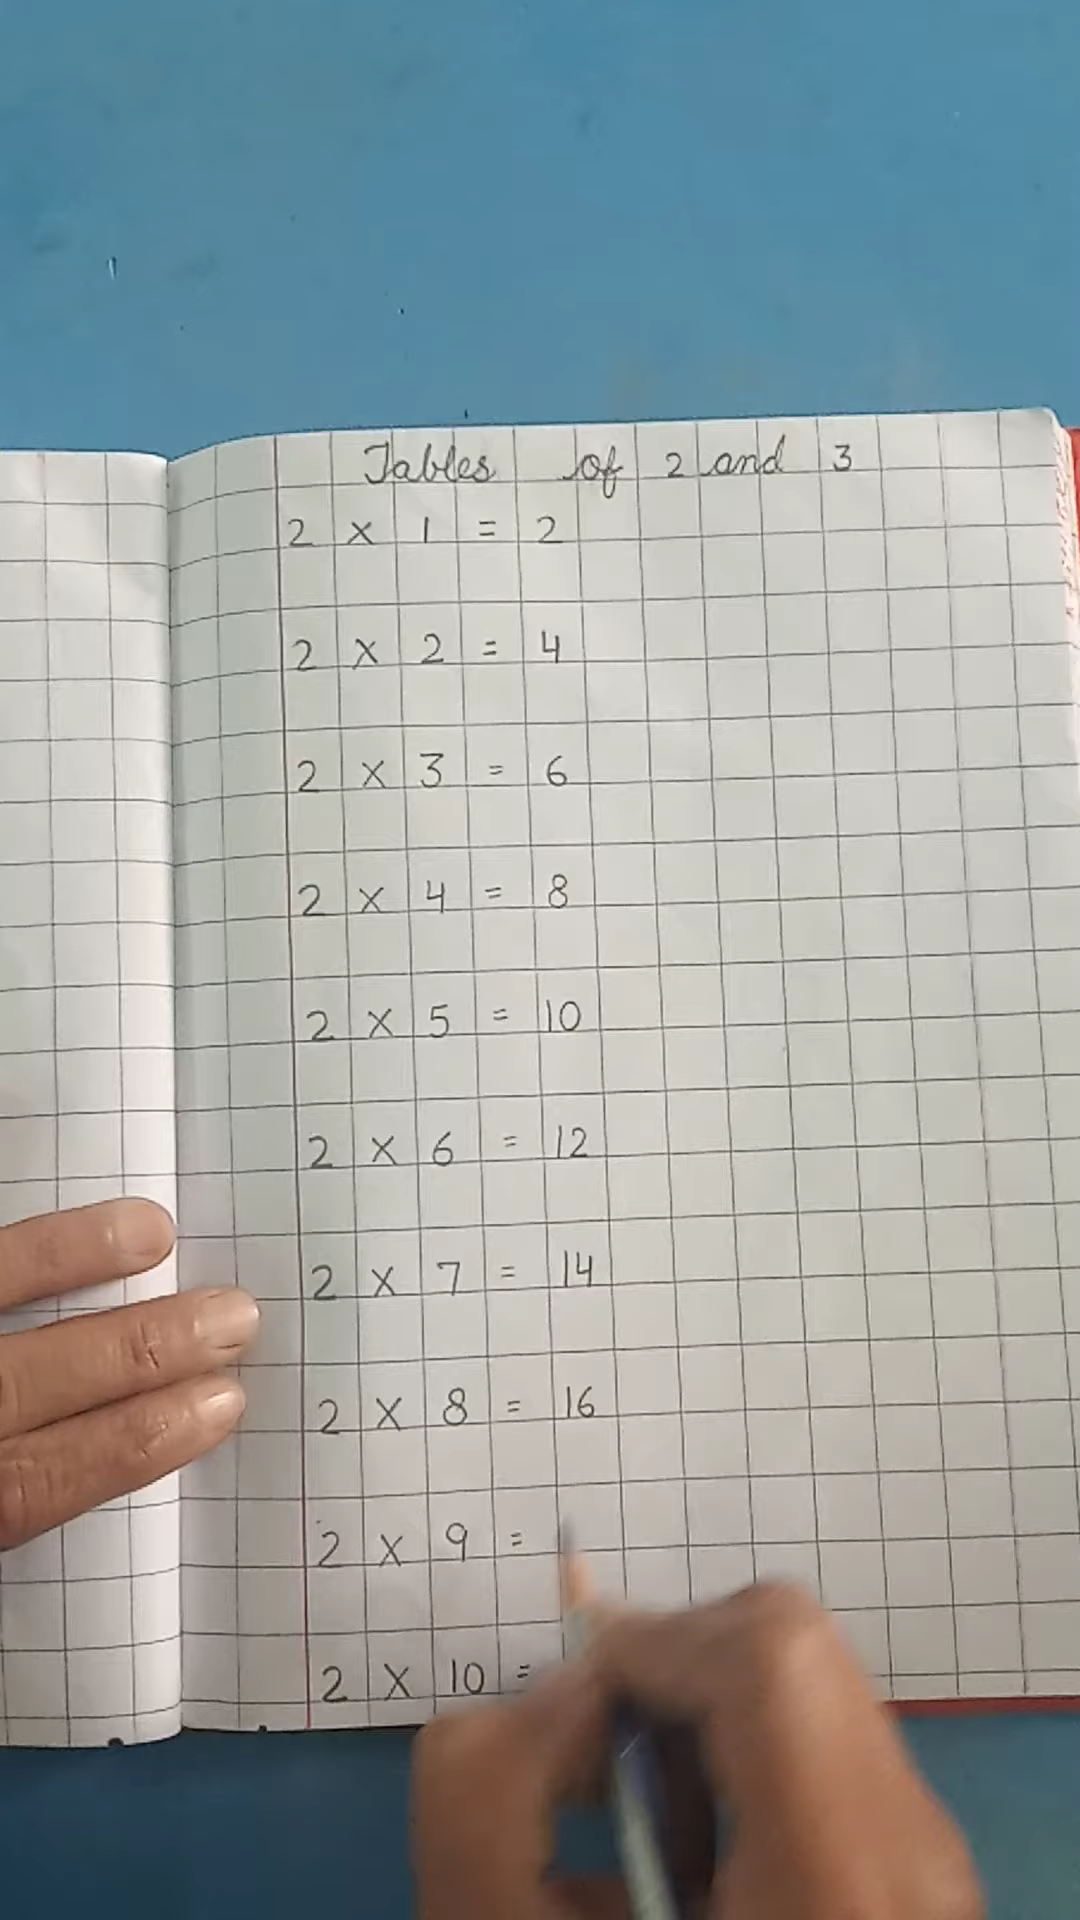 Tables of 2 and 3
2 × 1 = 2
2 × 2 = 4
2 × 3 = 6
2 × 4 = 8
2 × 5 = 10
2 × 6 = 12
2 × 7 = 14
2 × 8 = 16
2 × 9 =
2 × 10 =